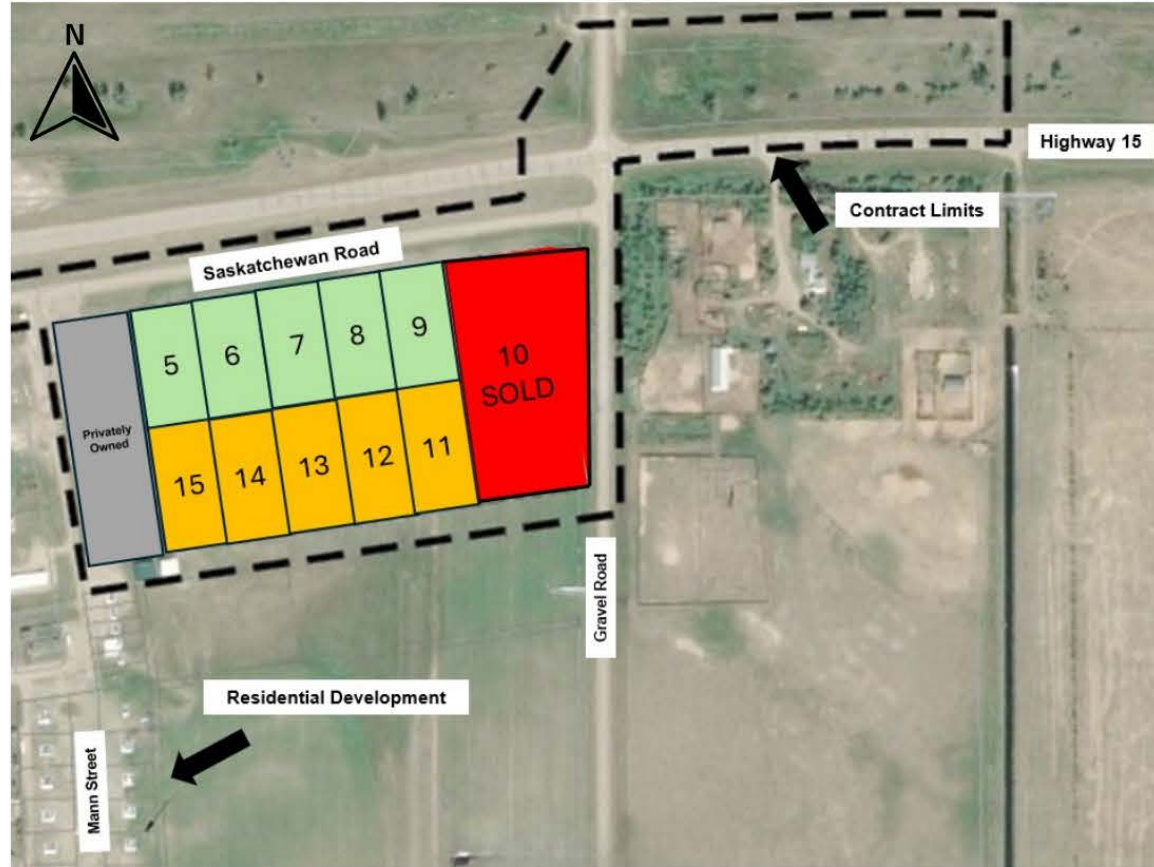 N
Highway 15
Contract Limits
Saskatchewan Road
5
6
7
8
9
10
SOLD
Privately
Owned
15
14
13
12
11
Gravel Road
Residential Development
Mann Street